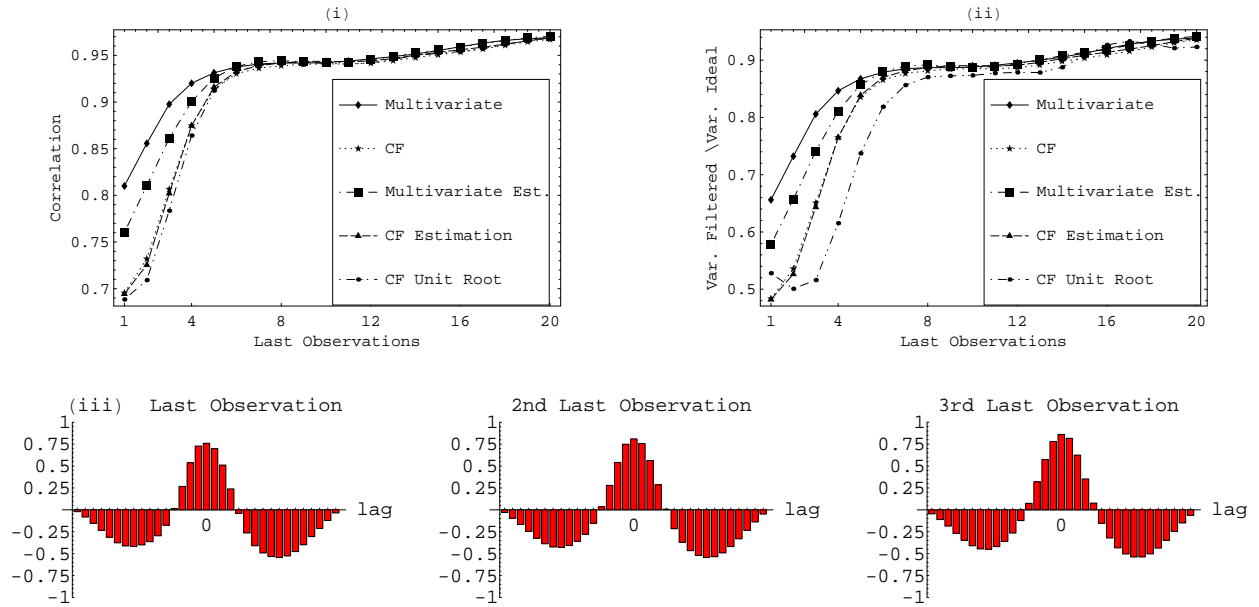 (i)
Correlation
0.95
0.9
0.85
0.8
0.75
0.7
Multivariate
CF
Multivariate Est.
CF Estimation
CF Unit Root
1 4 8 12 16 20
Last Observations
(ii)
Var. Filtered \Var. Ideal
0.9
0.8
0.7
0.6
0.5
Multivariate
CF
Multivariate Est.
CF Estimation
CF Unit Root
1 4 8 12 16 20
Last Observations
(iii) Last Observation
1
0.75
0.5
0.25
-0.25
-0.5
-0.75
-1
0
lag
2nd Last Observation
1
0.75
0.5
0.25
-0.25
-0.5
-0.75
-1
0
lag
3rd Last Observation
1
0.75
0.5
0.25
-0.25
-0.5
-0.75
-1
0
lag